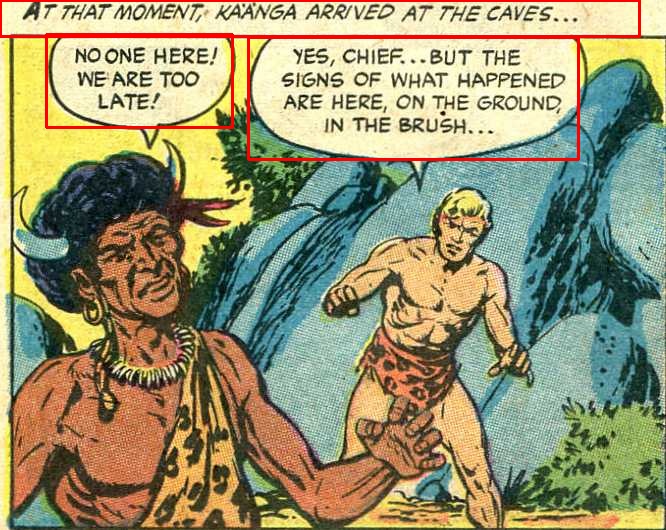 AT THAT MOMENT, KAÄNGA ARRIVED AT THE CAVES...
NO ONE HERE!
WE ARE TOO
LATE!
YES, CHIEF...BUT THE
SIGNS OF WHAT HAPPENED
ARE HERE, ON THE GROUND,
IN THE BRUSH...